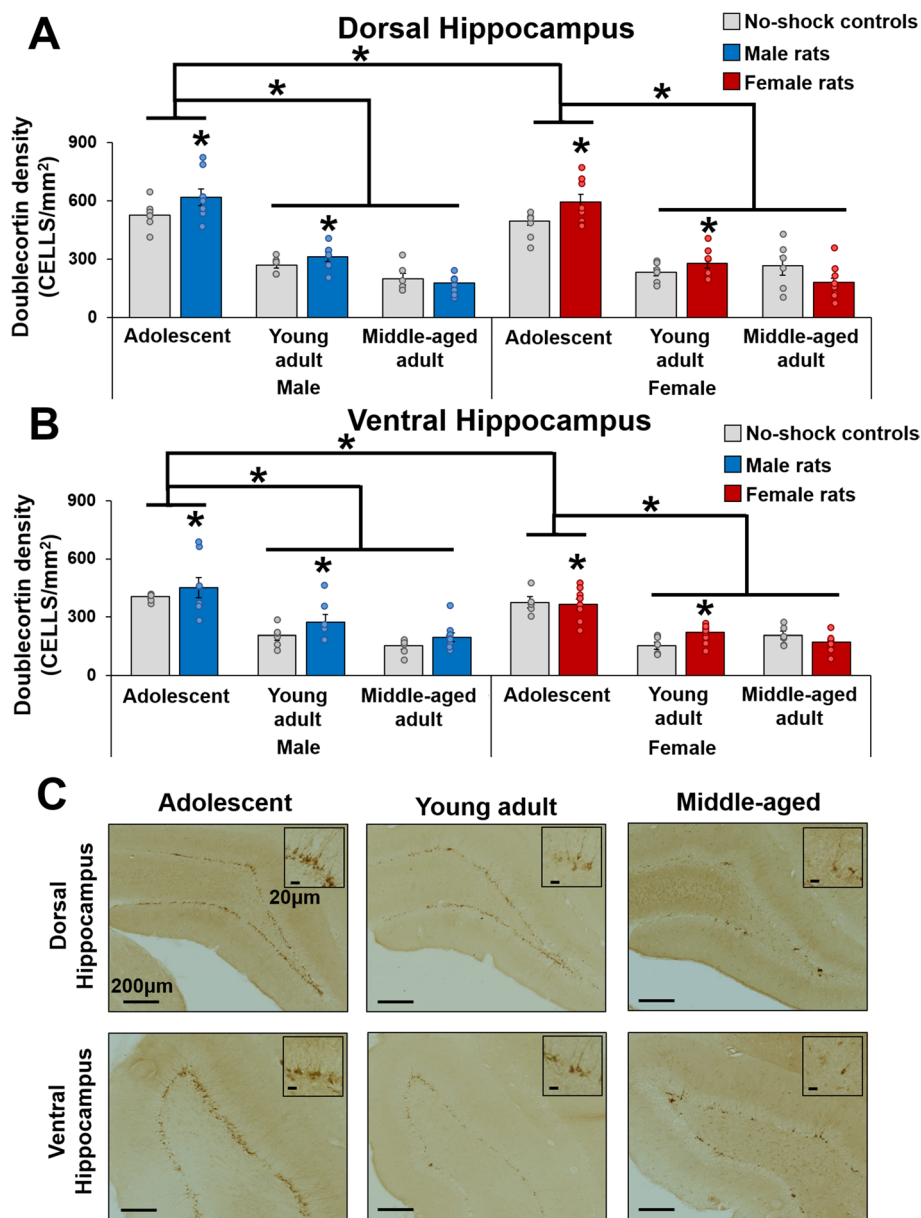 A
Dorsal Hippocampus
No-shock controls
Male rats
Female rats
*
*
*
*
*
*
*
Doublecortin density
(CELLS/mm²)
900
600
300
0
Adolescent
Young
adult
Middle-aged
adult
Adolescent
Young
adult
Middle-aged
adult
Male
Female
B
Ventral Hippocampus
No-shock controls
Male rats
Female rats
*
*
*
*
*
*
*
Doublecortin density
(CELLS/mm²)
900
600
300
0
Adolescent
Young
adult
Middle-aged
adult
Adolescent
Young
adult
Middle-aged
adult
Male
Female
C
Adolescent
Young adult
Middle-aged
Dorsal
Hippocampus
20µm
200µm
Ventral
Hippocampus